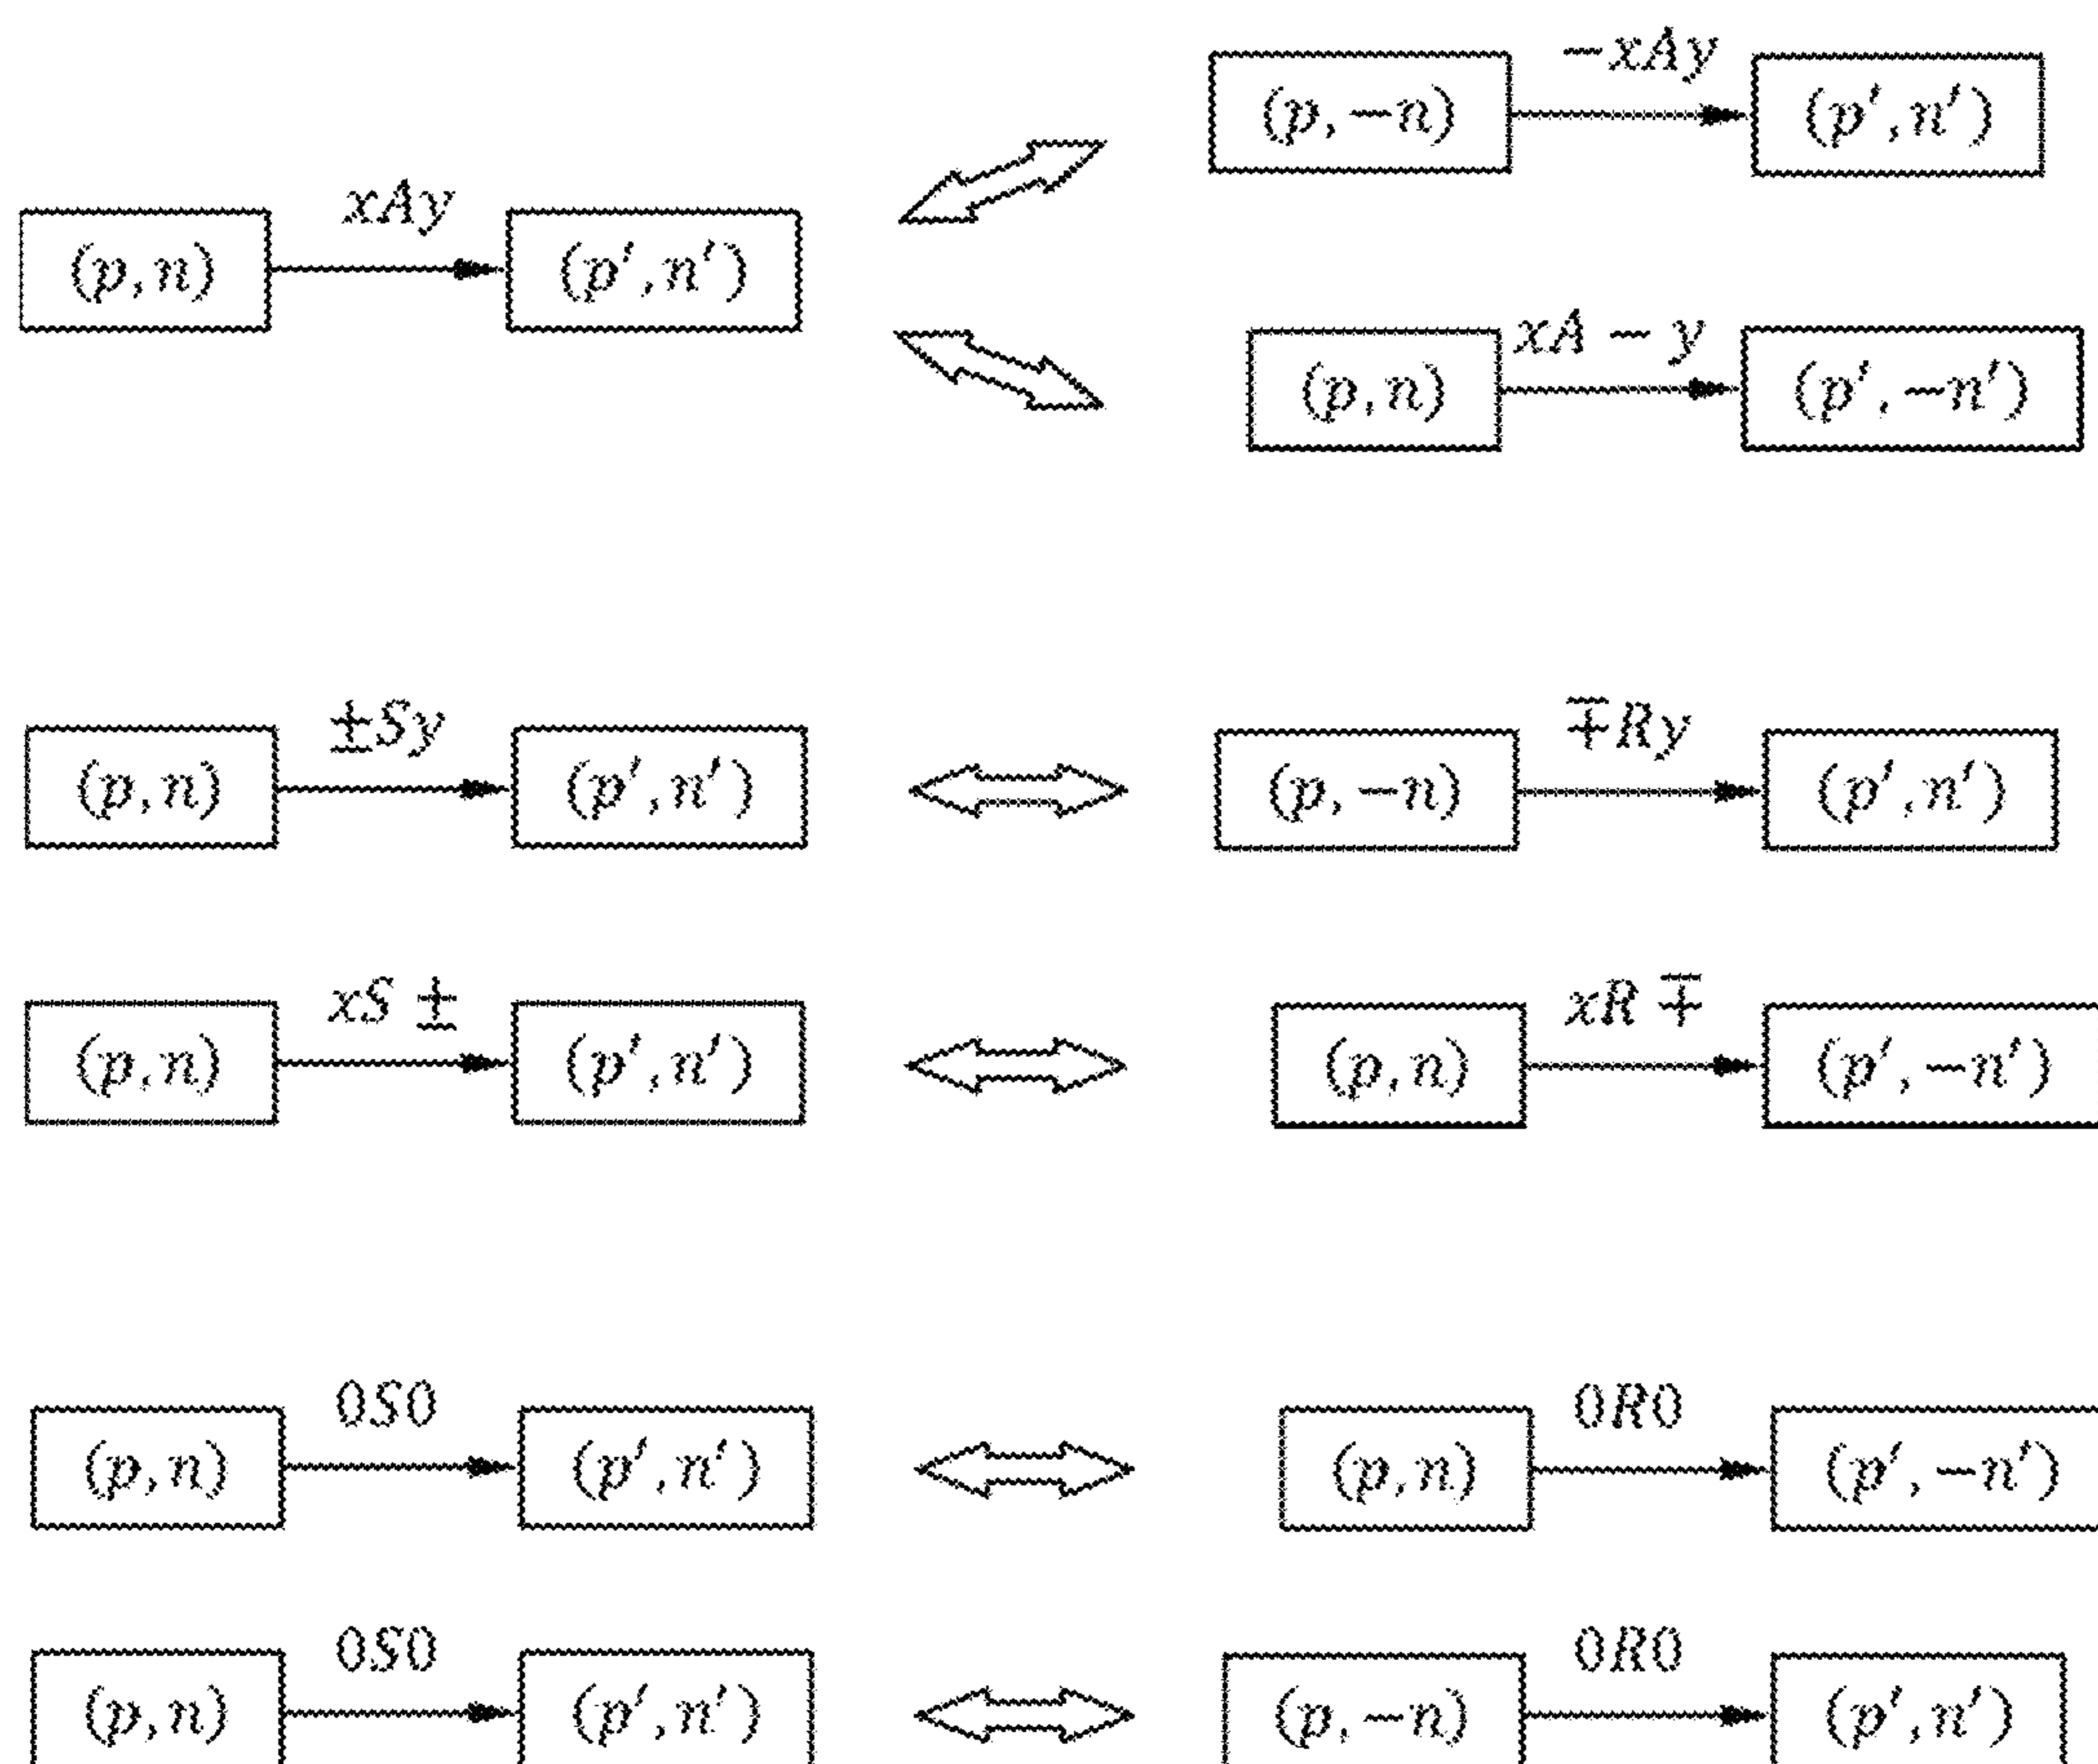 −xAy
(p, −n) (p′, n′)
xAy
(p, n) (p′, n′)
xA − y
(p, n) (p′, −n′)
±Sy ∓Ry
(p, n) (p′, n′) (p, −n) (p′, n′)
xS ± xR ∓
(p, n) (p′, n′) (p, n) (p′, −n′)
0S0 0R0
(p, n) (p′, n′) (p, n) (p′, −n′)
0S0 0R0
(p, n) (p′, n′) (p, −n) (p′, n′)